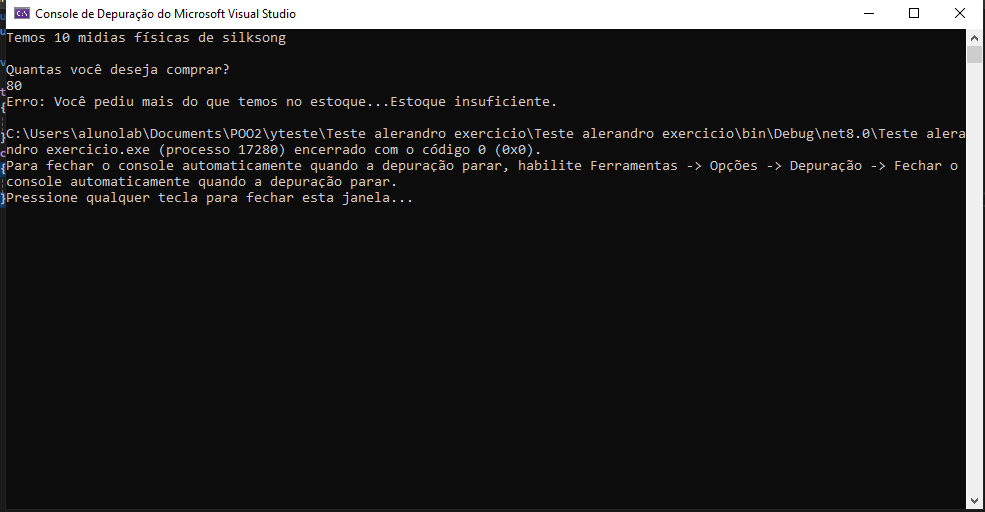 Console de Depuração do Microsoft Visual Studio
Temos 10 midias físicas de silksong
Quantas você deseja comprar?
80
Erro: Você pediu mais do que temos no estoque...Estoque insuficiente.
C:\Users\alunolab\Documents\POO2\yteste\Teste alerandro exercicio\Teste alerandro exercicio\bin\Debug\net8.0\Teste alera
ndro exercicio.exe (processo 17280) encerrado com o código 0 (0x0).
Para fechar o console automaticamente quando a depuração parar, habilite Ferramentas -> Opções -> Depuração -> Fechar o
console automaticamente quando a depuração parar.
Pressione qualquer tecla para fechar esta janela...